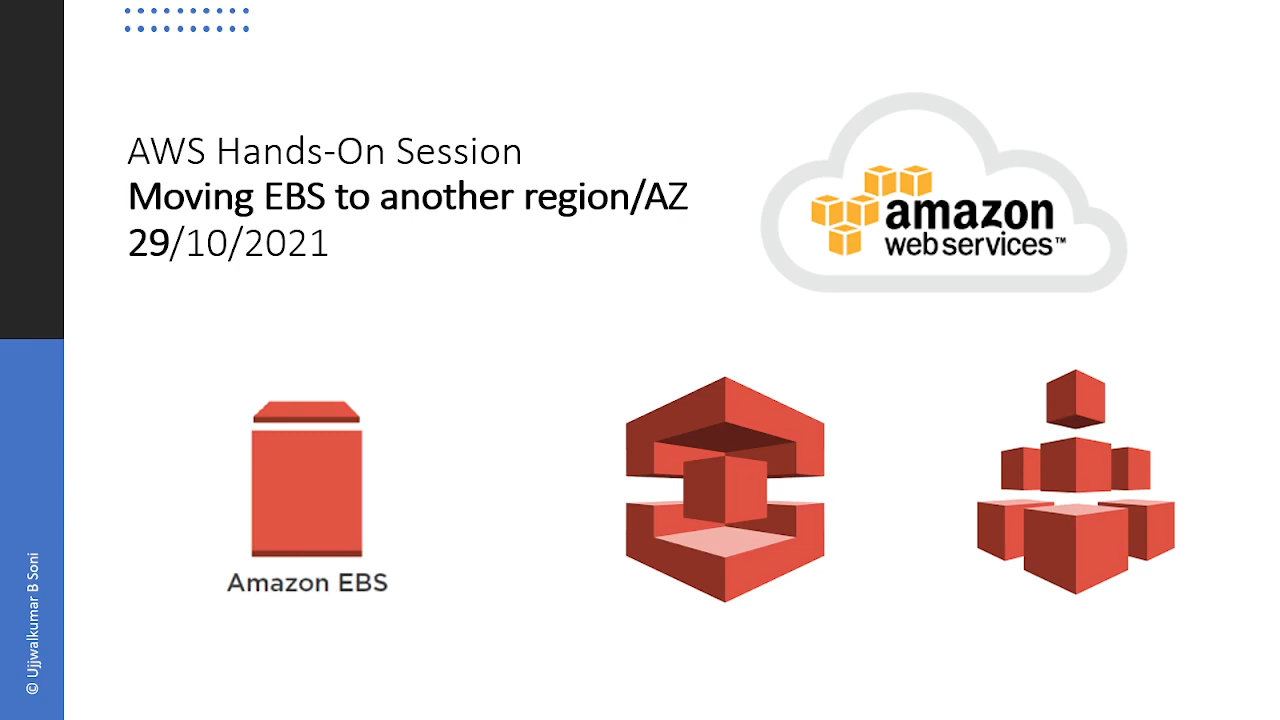 AWS Hands-On Session
Moving EBS to another region/AZ
29/10/2021
amazon
web services™
Amazon EBS
© Ujjwalkumar B Soni